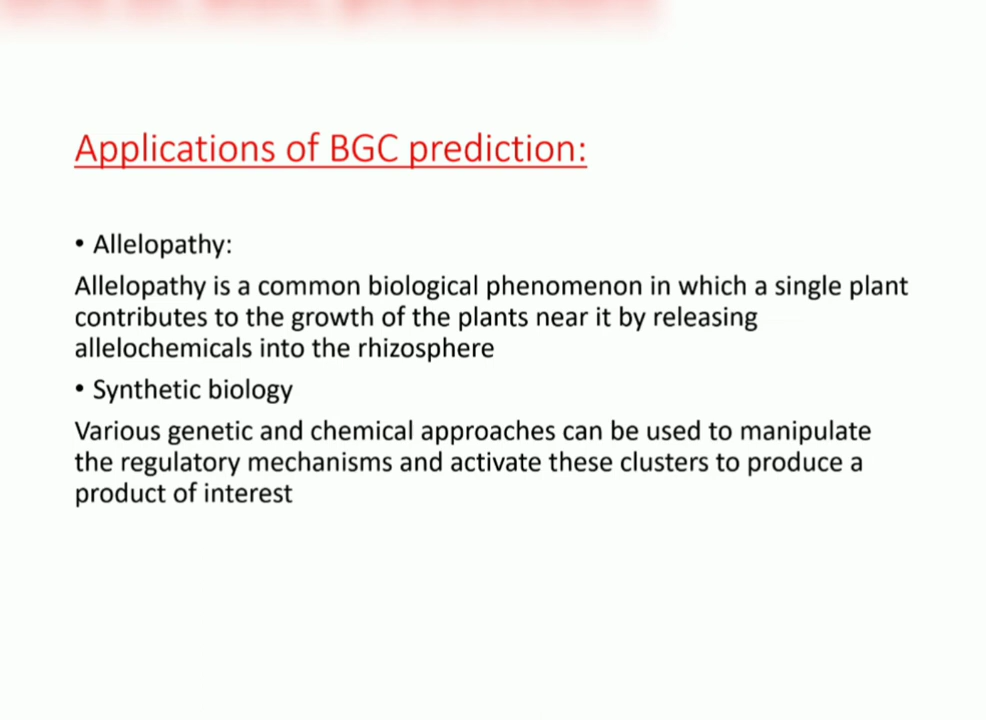 Applications of BGC prediction:
• Allelopathy:
Allelopathy is a common biological phenomenon in which a single plant
contributes to the growth of the plants near it by releasing
allelochemicals into the rhizosphere
• Synthetic biology
Various genetic and chemical approaches can be used to manipulate
the regulatory mechanisms and activate these clusters to produce a
product of interest